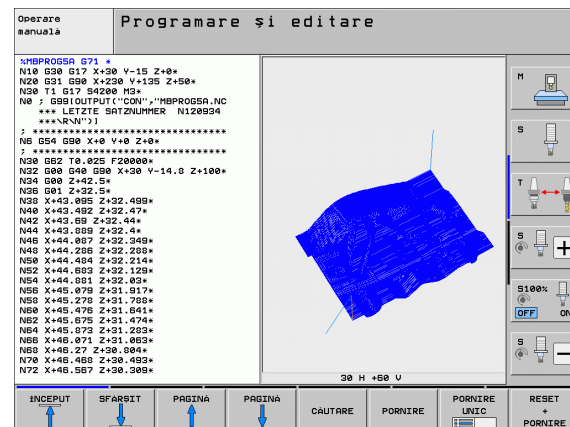 Operare
manualà
Programare și editare
%MBPROG5A G71 *
N10 G30 G17 X+30 Y-15 Z+0*
N20 G31 G90 X+230 Y+135 Z+50*
N30 T1 G17 S4200 M3*
N0 ; G99[OUTPUT("CON","MBPROG5A.NC
*** LETZTE SATZNUMMER N120934
***\R\N")]
; **********************************
N6 G54 G90 X+0 Y+0 Z+0*
; **********************************
N30 G62 T0.025 F20000*
N32 G00 G40 G90 X+30 Y-14.8 Z+100*
N34 G00 Z+42.5*
N36 G01 Z+32.5*
N38 X+43.095 Z+32.499*
N40 X+43.492 Z+32.47*
N42 X+43.69 Z+32.44*
N44 X+43.889 Z+32.4*
N46 X+44.087 Z+32.349*
N48 X+44.286 Z+32.288*
N50 X+44.484 Z+32.214*
N52 X+44.683 Z+32.129*
N54 X+44.881 Z+32.03*
N56 X+45.079 Z+31.917*
N58 X+45.278 Z+31.788*
N60 X+45.476 Z+31.641*
N62 X+45.675 Z+31.474*
N64 X+45.873 Z+31.283*
N66 X+46.071 Z+31.063*
N68 X+46.27 Z+30.804*
N70 X+46.468 Z+30.493*
N72 X+46.567 Z+30.309*
30 H +60 V
M
S
T
S
S100%
OFF
ON
S
ÎNCEPUT
SFÂRȘIT
PAGINÀ
PAGINÀ
CÀUTARE
PORNIRE
PORNIRE
UNIC
RESET
+
PORNIRE